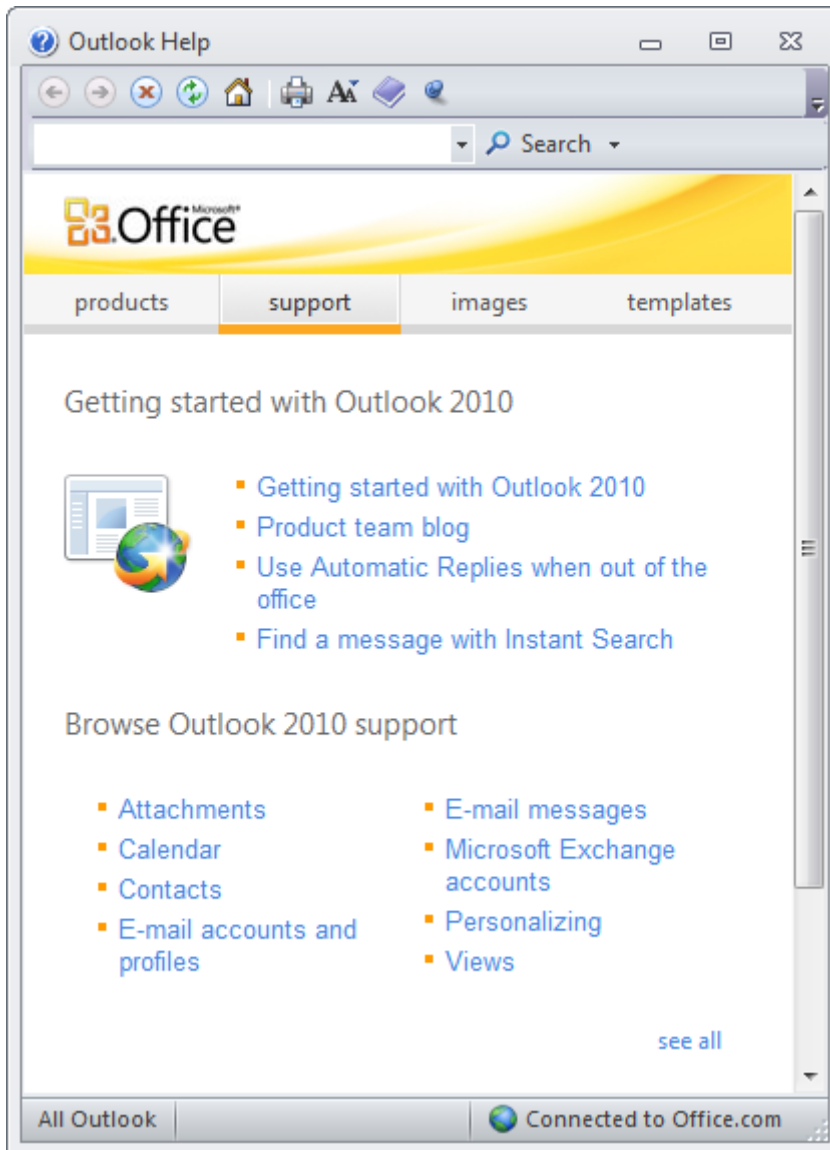 Outlook Help
Search
Microsoft®
Office
products support images templates
Getting started with Outlook 2010
Getting started with Outlook 2010
Product team blog
Use Automatic Replies when out of the
office
Find a message with Instant Search
Browse Outlook 2010 support
Attachments
Calendar
Contacts
E-mail accounts and
profiles
E-mail messages
Microsoft Exchange
accounts
Personalizing
Views
see all
All Outlook Connected to Office.com